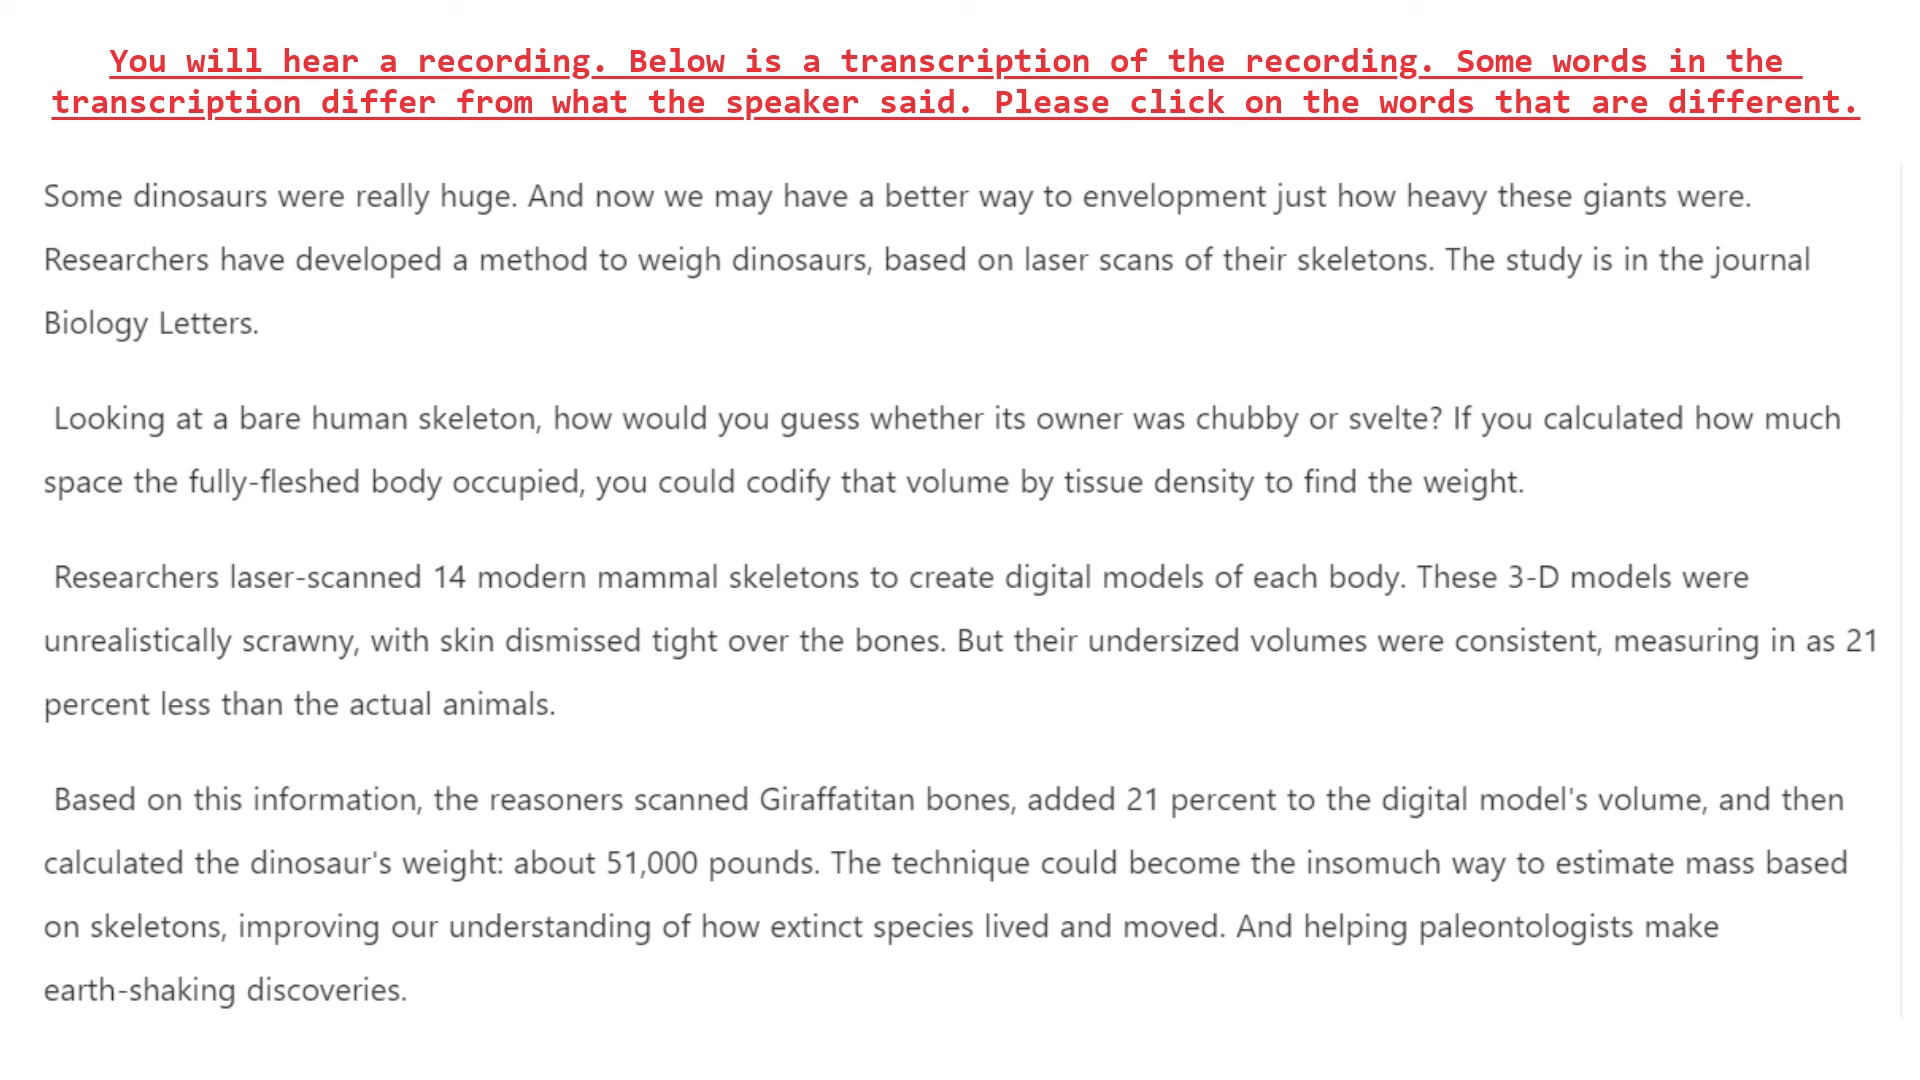 You will hear a recording. Below is a transcription of the recording. Some words in the
transcription differ from what the speaker said. Please click on the words that are different.
Some dinosaurs were really huge. And now we may have a better way to envelopment just how heavy these giants were.
Researchers have developed a method to weigh dinosaurs, based on laser scans of their skeletons. The study is in the journal
Biology Letters.
Looking at a bare human skeleton, how would you guess whether its owner was chubby or svelte? If you calculated how much
space the fully-fleshed body occupied, you could codify that volume by tissue density to find the weight.
Researchers laser-scanned 14 modern mammal skeletons to create digital models of each body. These 3-D models were
unrealistically scrawny, with skin dismissed tight over the bones. But their undersized volumes were consistent, measuring in as 21
percent less than the actual animals.
Based on this information, the reasoners scanned Giraffatitan bones, added 21 percent to the digital model's volume, and then
calculated the dinosaur's weight: about 51,000 pounds. The technique could become the insomuch way to estimate mass based
on skeletons, improving our understanding of how extinct species lived and moved. And helping paleontologists make
earth-shaking discoveries.